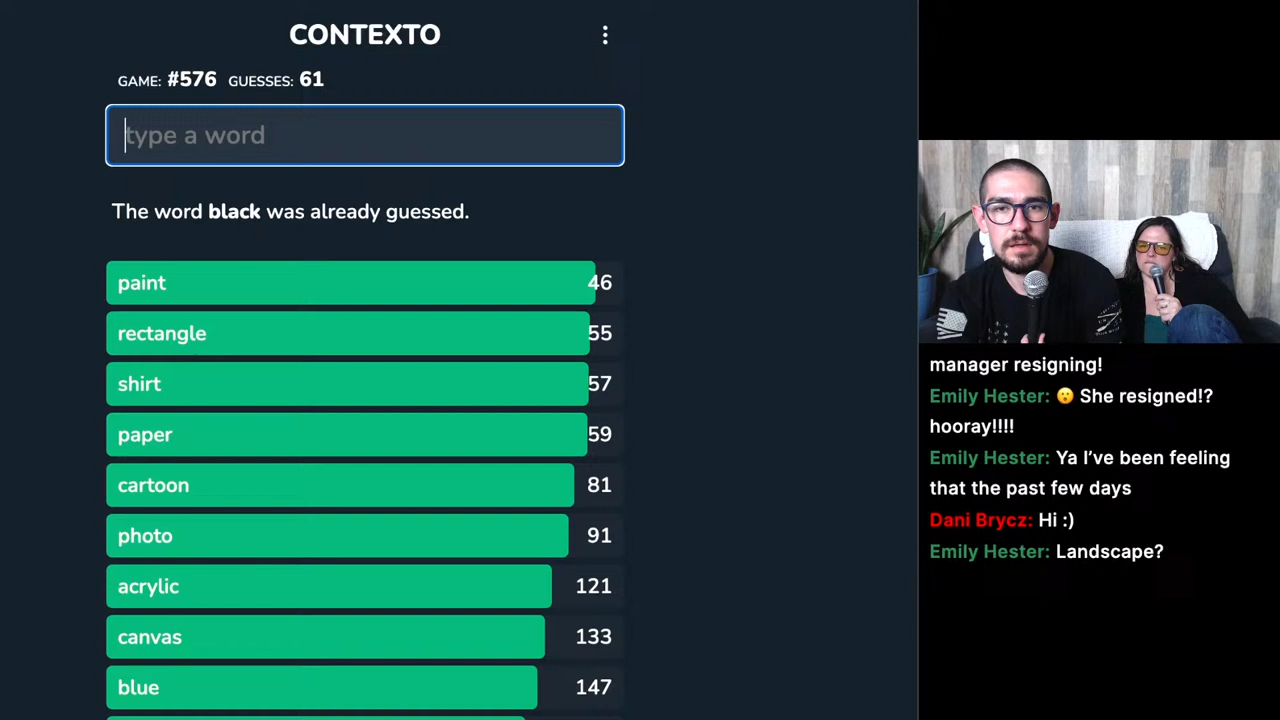 CONTEXTO
GAME: #576 GUESSES: 61
type a word
The word black was already guessed.
paint 46
rectangle 55
shirt 57
paper 59
cartoon 81
photo 91
acrylic 121
canvas 133
blue 147
manager resigning!
Emily Hester: 😮 She resigned!?
hooray!!!!
Emily Hester: Ya I’ve been feeling
that the past few days
Dani Brycz: Hi :)
Emily Hester: Landscape?